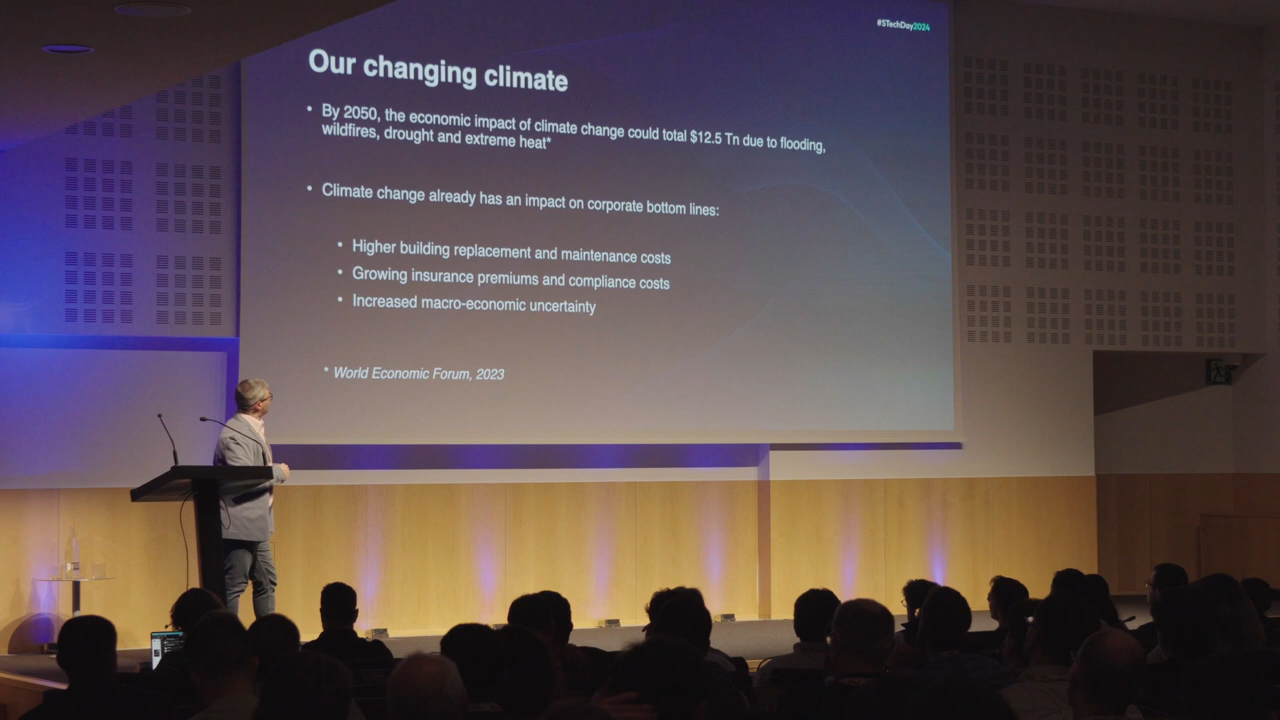 #STechDay2024
Our changing climate
• By 2050, the economic impact of climate change could total $12.5 Tn due to flooding,
wildfires, drought and extreme heat*
• Climate change already has an impact on corporate bottom lines:
• Higher building replacement and maintenance costs
• Growing insurance premiums and compliance costs
• Increased macro-economic uncertainty
* World Economic Forum, 2023